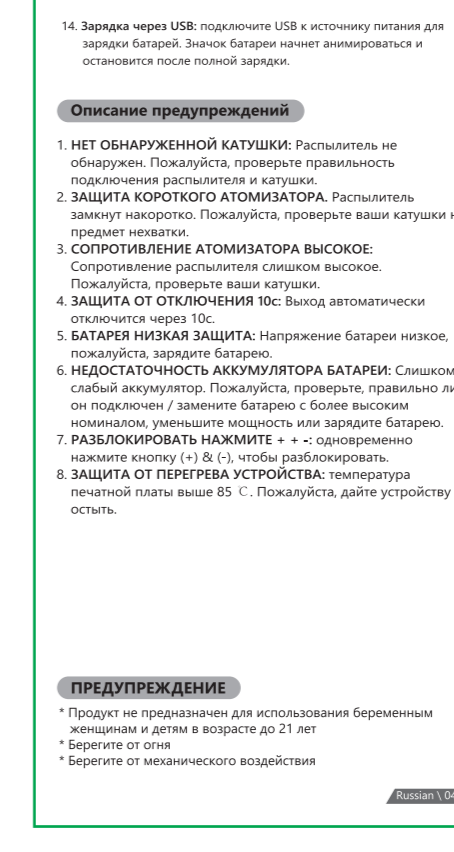 14. Зарядка через USB: подключите USB к источнику питания для
зарядки батарей. Значок батареи начнет анимироваться и
остановится после полной зарядки.
Описание предупреждений
1. НЕТ ОБНАРУЖЕННОЙ КАТУШКИ: Распылитель не
обнаружен. Пожалуйста, проверьте правильность
подключения распылителя и катушки.
2. ЗАЩИТА КОРОТКОГО АТОМИЗАТОРА. Распылитель
замкнут накоротко. Пожалуйста, проверьте ваши катушки
предмет нехватки.
3. СОПРОТИВЛЕНИЕ АТОМИЗАТОРА ВЫСОКОЕ:
Сопротивление распылителя слишком высокое.
Пожалуйста, проверьте ваши катушки.
4. ЗАЩИТА ОТ ОТКЛЮЧЕНИЯ 10с: Выход автоматически
отключится через 10с.
5. БАТАРЕЯ НИЗКАЯ ЗАЩИТА: Напряжение батареи низкое,
пожалуйста, зарядите батарею.
6. НЕДОСТАТОЧНОСТЬ АККУМУЛЯТОРА БАТАРЕИ: Слишком
слабый аккумулятор. Пожалуйста, проверьте, правильно ли
он подключен / замените батарею с более высоким
номиналом, уменьшите мощность или зарядите батарею.
7. РАЗБЛОКИРОВАТЬ НАЖМИТЕ + + -: одновременно
нажмите кнопку (+) & (-), чтобы разблокировать.
8. ЗАЩИТА ОТ ПЕРЕГРЕВА УСТРОЙСТВА: температура
печатной платы выше 85 ℃. Пожалуйста, дайте устройству
остыть.
ПРЕДУПРЕЖДЕНИЕ
* Продукт не предназначен для использования беременным
женщинам и детям в возрасте до 21 лет
* Берегите от огня
* Берегите от механического воздействия
Russian \ 04